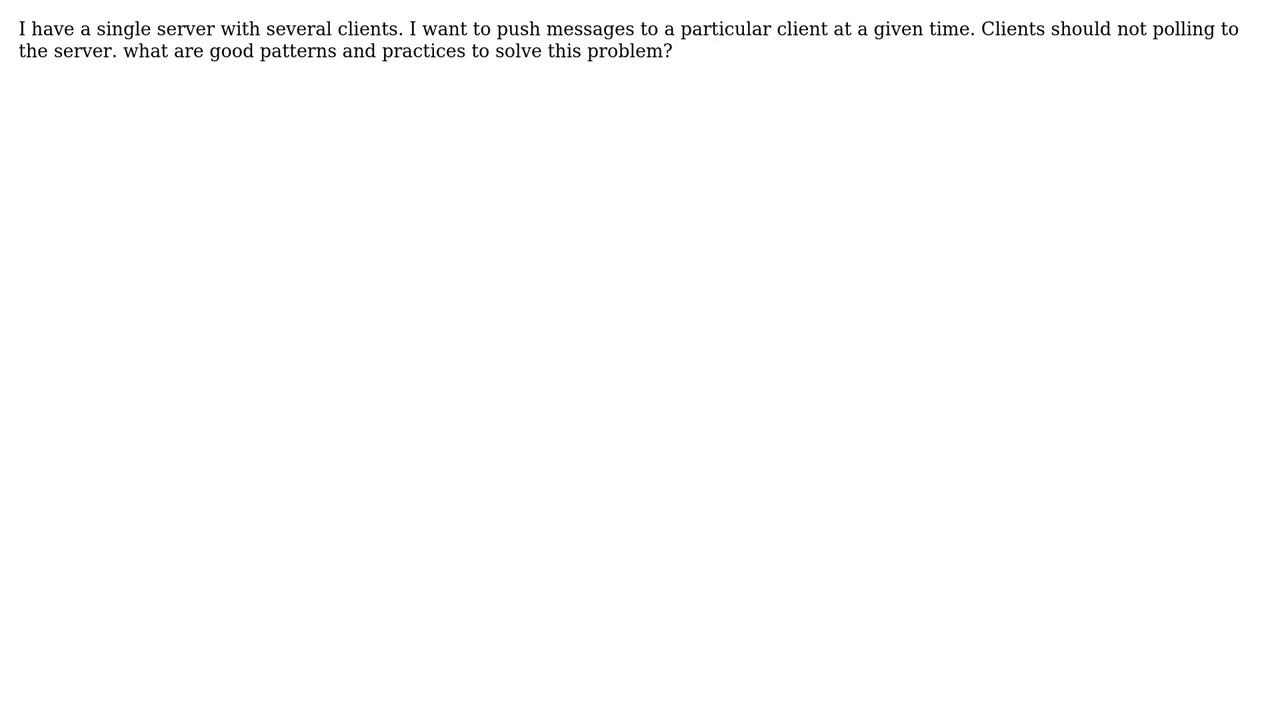 I have a single server with several clients. I want to push messages to a particular client at a given time. Clients should not polling to
the server. what are good patterns and practices to solve this problem?